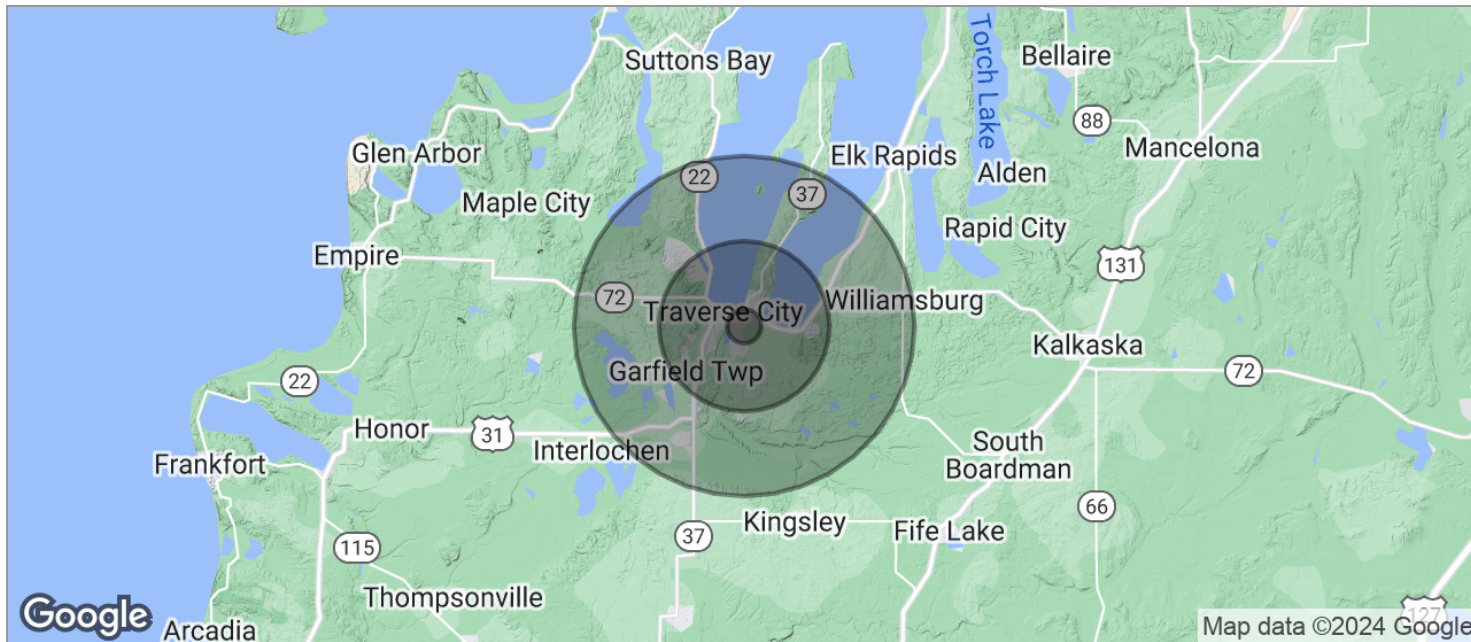 Suttons Bay
Bellaire
Torch Lake
88
Glen Arbor
Elk Rapids
Mancelona
22
37
Alden
Maple City
Rapid City
Empire
131
72
Traverse City
Williamsburg
Kalkaska
Garfield Twp
22
72
Honor
31
Interlochen
South
Boardman
Frankfort
66
Kingsley
Fife Lake
37
115
Thompsonville
Google
127
Arcadia
Map data ©2024 Google